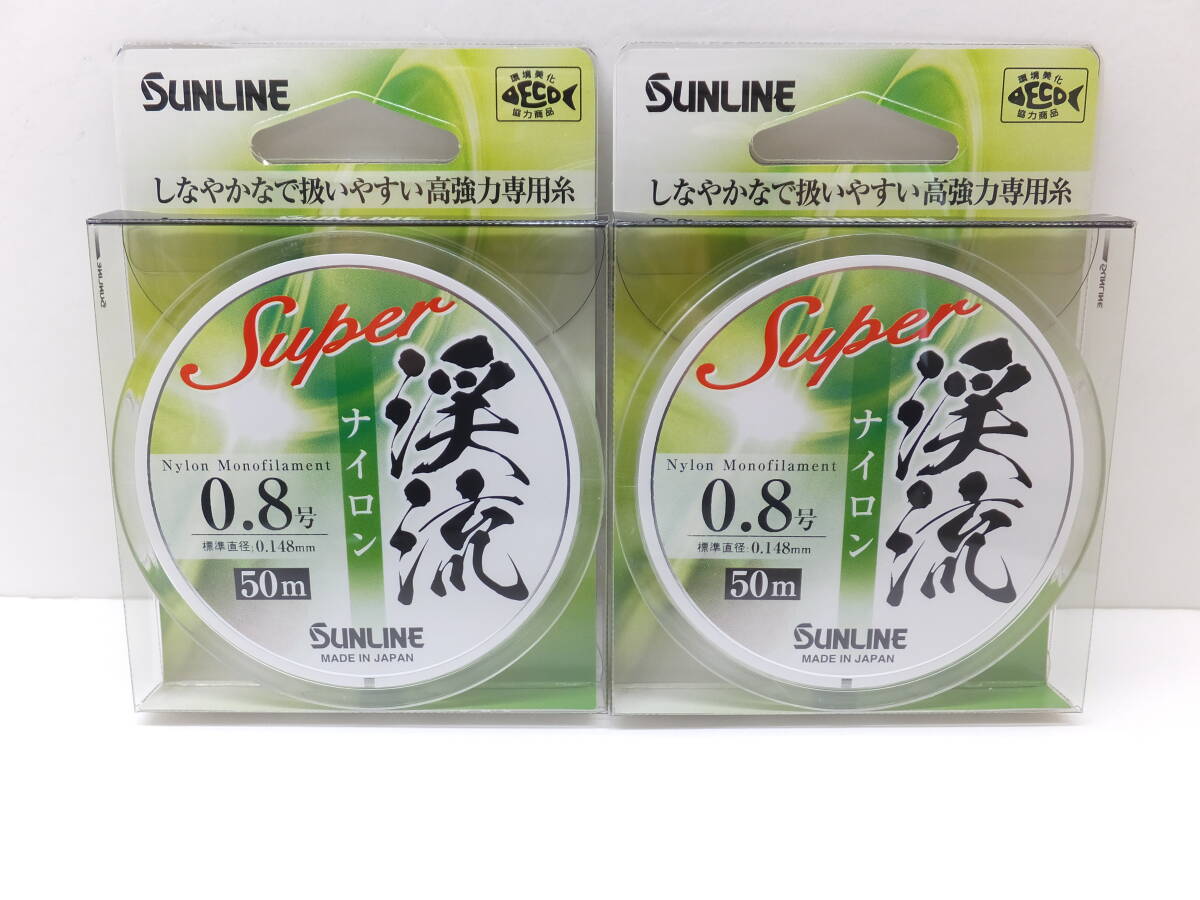 SUNLINE
環境美化
ECO
協力商品
しなやかなで扱いやすい高強力専用糸
SUNLINE
Super
渓流
ナイロン
Nylon Monofilament
0.8号
標準直径:0.148mm
50m
SUNLINE
MADE IN JAPAN
SUNLINE
環境美化
ECO
協力商品
しなやかなで扱いやすい高強力専用糸
SUNLINE
Super
渓流
ナイロン
Nylon Monofilament
0.8号
標準直径:0.148mm
50m
SUNLINE
MADE IN JAPAN